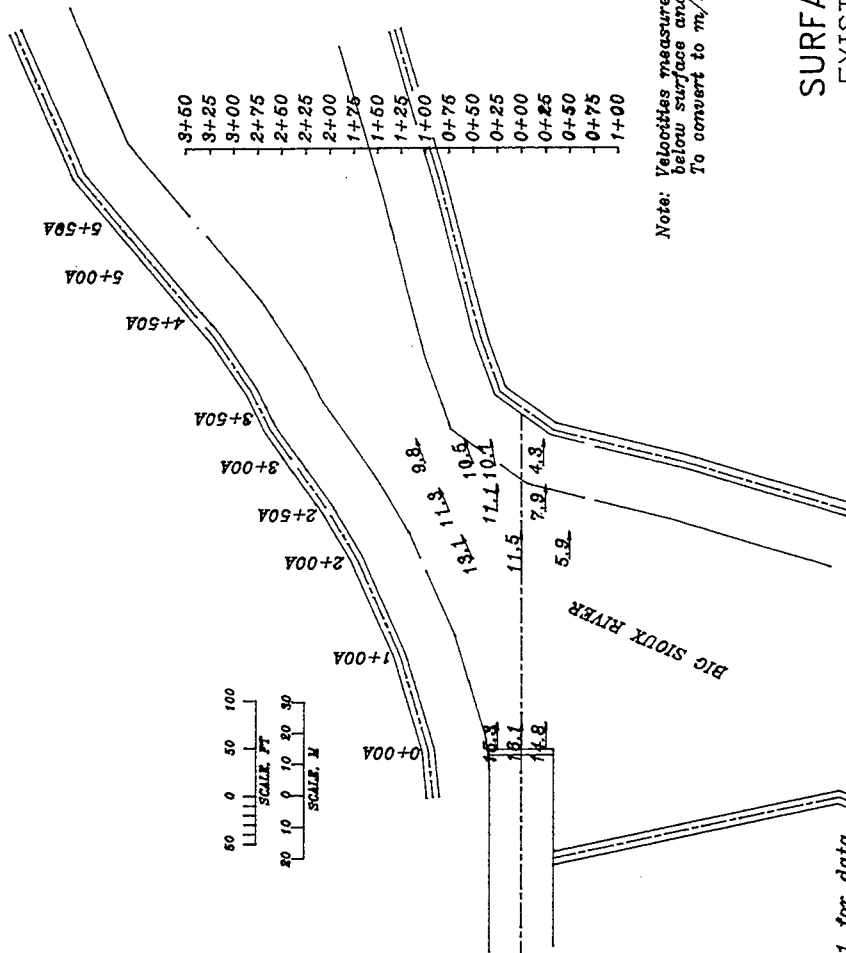 5+50A
5+00A
4+50A
3+50A
3+00A
2+50A
2+00A
1+00A
0+00A
3+50
3+25
3+00
2+75
2+50
2+25
2+00
1+75
1+50
1+25
1+00
0+75
0+50
0+25
0+00
0+25
0+50
0+75
1+00
9.8
11.3
10.5
13.1
11.1
10.1
11.5
7.9
4.3
5.9
15.3
16.1
14.8
BIG SIOUX RIVER
50 0 50 100
SCALE, FT
20 10 0 10 20 30
SCALE, M
Note: Velocities measure
below surface and
To convert to m/
SURFA
EXIST
1 for data